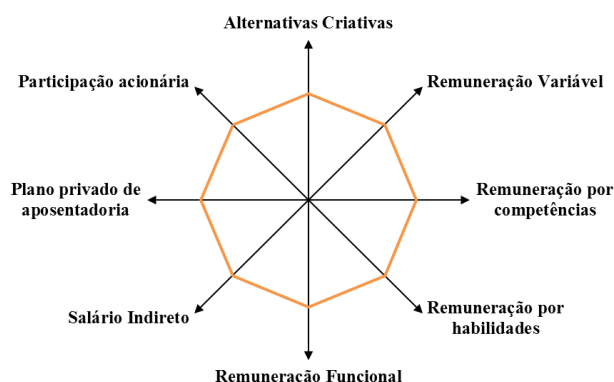 Alternativas Criativas
Participação acionária
Remuneração Variável
Plano privado de
aposentadoria
Remuneração por
competências
Salário Indireto
Remuneração por
habilidades
Remuneração Funcional